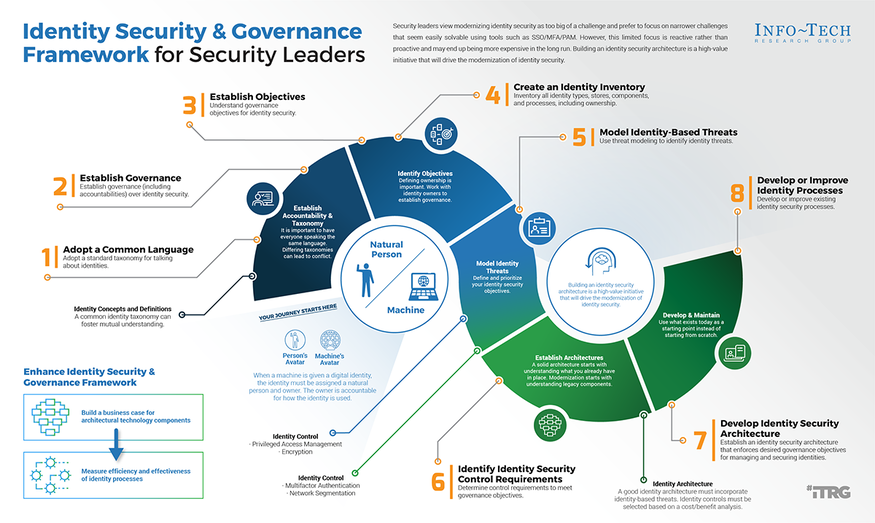 Identity Security & Governance
Framework for Security Leaders
Security leaders view modernizing identity security as too big of a challenge and prefer to focus on narrower challenges
that seem easily solvable using tools such as SSO/MFA/PAM. However, this limited focus is reactive rather than
proactive and may end up being more expensive in the long run. Building an identity security architecture is a high-value
initiative that will drive the modernization of identity security.
INFO~TECH
RESEARCH GROUP
3
Establish Objectives
Understand governance
objectives for identity security.
4
Create an Identity Inventory
Inventory all identity types, stores, components,
and processes, including ownership.
5
Model Identity-Based Threats
Use threat modeling to identify identity threats.
2
Establish Governance
Establish governance (including
accountabilities) over identity security.
8
Develop or Improve
Identity Processes
Develop or improve existing
identity security processes.
1
Adopt a Common Language
Adopt a standard taxonomy for talking
about identities.
Identity Concepts and Definitions
A common identity taxonomy can
foster mutual understanding.
Establish
Accountability &
Taxonomy
It is important to have
everyone speaking the
same language.
Differing taxonomies
can lead to conflict.
Identify Objectives
Defining ownership is
important. Work with
identity owners to
establish governance.
Natural
Person
Machine
Model Identity
Threats
Define and prioritize
your identity security
objectives.
Building an identity security
architecture is a high-value initiative
that will drive the modernization of
identity security.
Establish Architectures
A solid architecture starts with
understanding what you already have
in place. Modernization starts with
understanding legacy components.
Develop & Maintain
Use what exists today as a
starting point instead of
starting from scratch.
YOUR JOURNEY STARTS HERE
Person's
Avatar
Machine's
Avatar
When a machine is given a digital identity,
the identity must be assigned a natural
person and owner. The owner is accountable
for how the identity is used.
Enhance Identity Security &
Governance Framework
Build a business case for
architectural technology components
Measure efficiency and effectiveness
of identity processes
Identity Control
· Privileged Access Management
· Encryption
Identity Control
· Multifactor Authentication
· Network Segmentation
6
Identify Identity Security
Control Requirements
Determine control requirements to meet
governance objectives.
7
Develop Identity Security
Architecture
Establish an identity security architecture
that enforces desired governance objectives
for managing and securing identities.
Identity Architecture
A good identity architecture must incorporate
identity-based threats. Identity controls must be
selected based on a cost/benefit analysis.
#iTRG